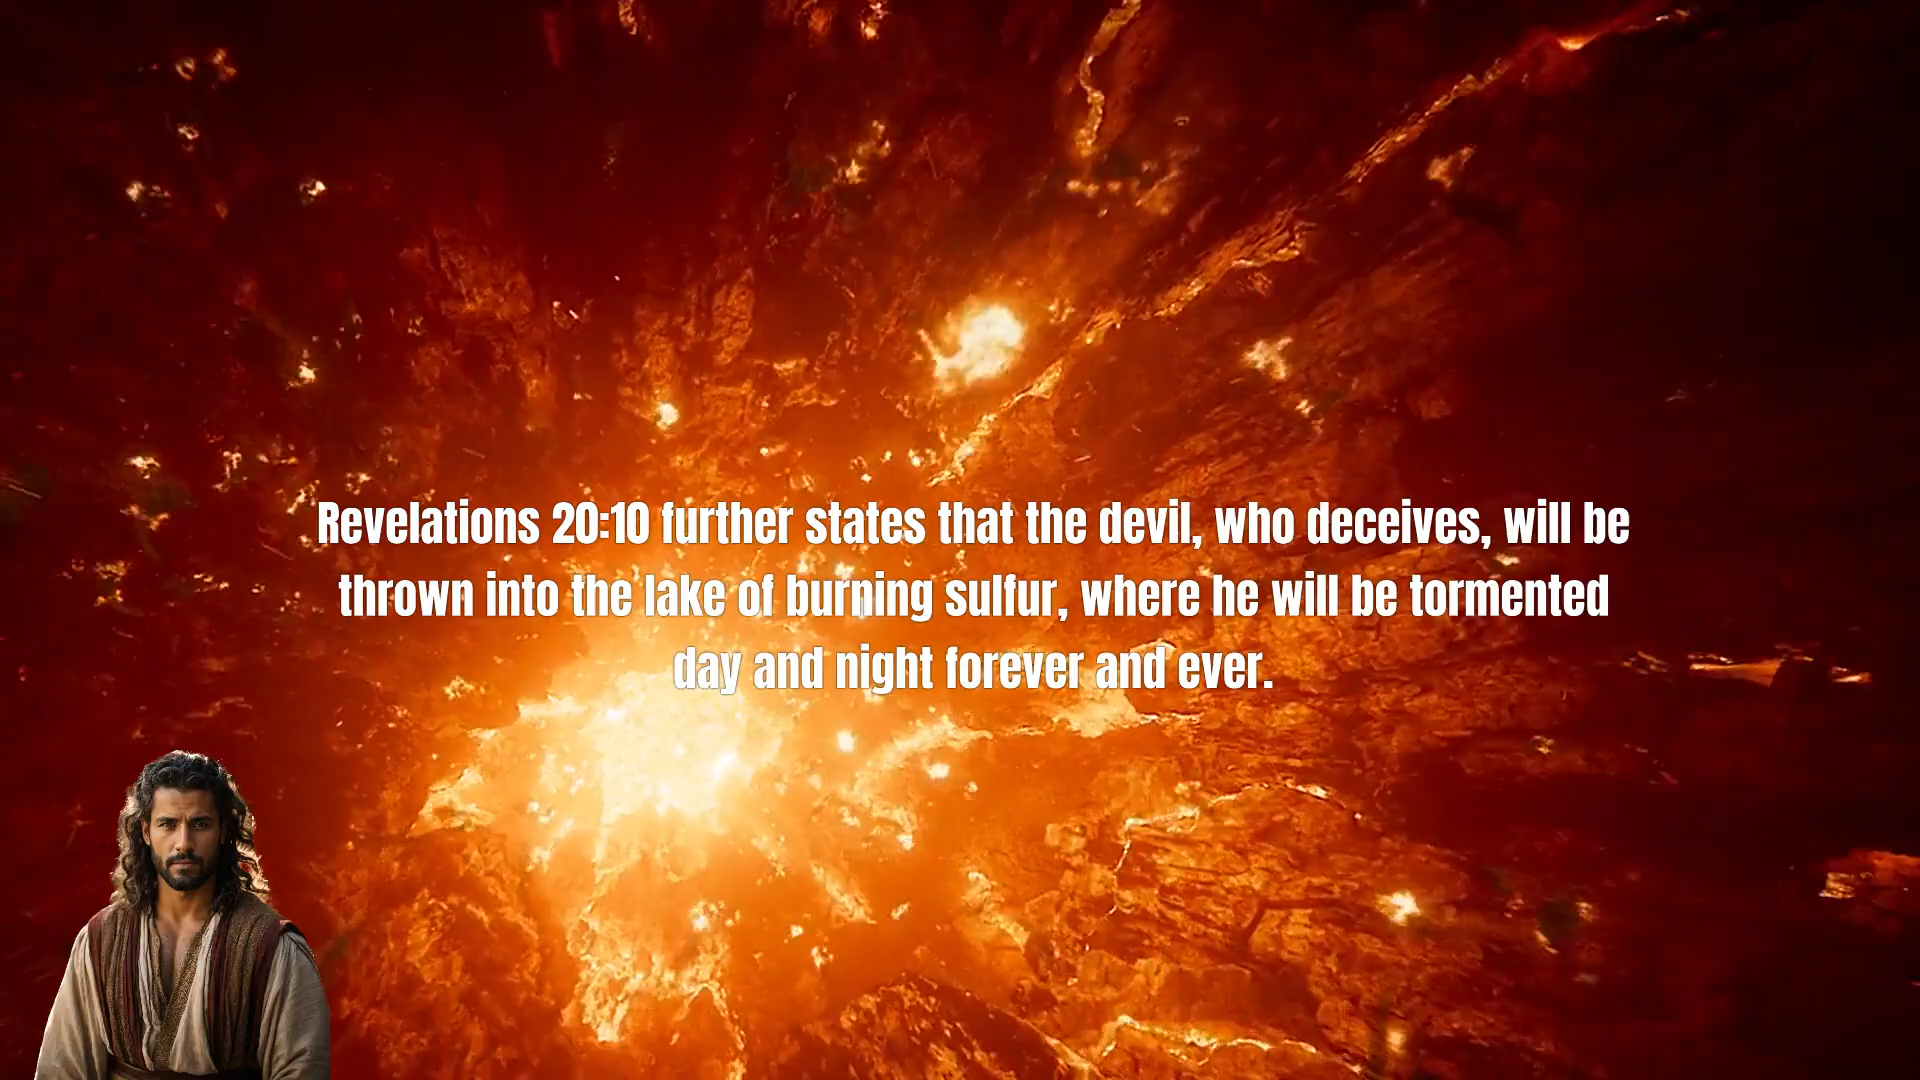 Revelations 20:10 further states that the devil, who deceives, will be
thrown into the lake of burning sulfur, where he will be tormented
day and night forever and ever.